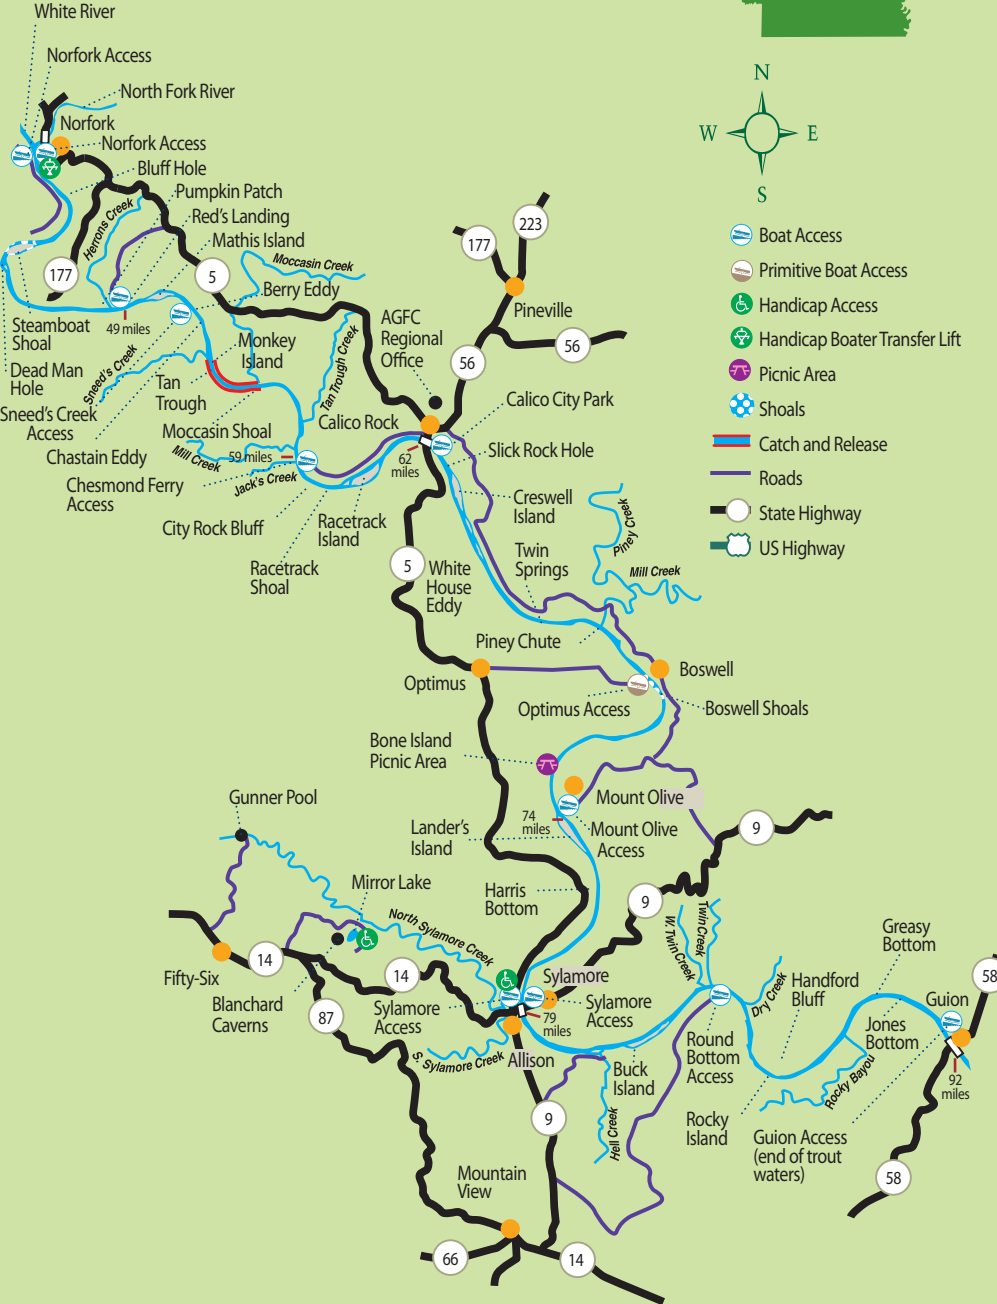 White River
Norfork Access
North Fork River
Norfork
Norfork Access
Bluff Hole
Pumpkin Patch
Red's Landing
Mathis Island
Herrons Creek
Moccasin Creek
177
5
Berry Eddy
49 miles
Steamboat
Shoal
Dead Man
Hole
Sneed's Creek
Sneed's Creek
Access
Monkey
Island
Tan
Trough
Tan Trough Creek
AGFC
Regional
Office
Calico Rock
Moccasin Shoal
Mill Creek
59 miles
Jack's Creek
Chastain Eddy
Chesmond Ferry
Access
City Rock Bluff
Racetrack
Island
Racetrack
Shoal
62
miles
177
223
Pineville
56
56
Calico City Park
Slick Rock Hole
Creswell
Island
Twin
Springs
Piney Creek
Mill Creek
5
White
House
Eddy
Piney Chute
Optimus
Boswell
Optimus Access
Boswell Shoals
Bone Island
Picnic Area
Mount Olive
74
miles
Mount Olive
Access
Lander's
Island
Harris
Bottom
9
9
Gunner Pool
Mirror Lake
North Sylamore Creek
Fifty-Six
14
14
Blanchard
Caverns
87
Sylamore
Access
Sylamore
Sylamore
Access
79
miles
S. Sylamore Creek
Allison
W. Twin Creek
Twin Creek
Dry Creek
Handford
Bluff
Greasy
Bottom
58
Guion
Jones
Bottom
Rocky Bayou
92
miles
Round
Bottom
Access
Buck
Island
Hell Creek
9
Rocky
Island
Guion Access
(end of trout
waters)
58
Mountain
View
66
14
N
W
E
S
Boat Access
Primitive Boat Access
Handicap Access
Handicap Boater Transfer Lift
Picnic Area
Shoals
Catch and Release
Roads
State Highway
US Highway